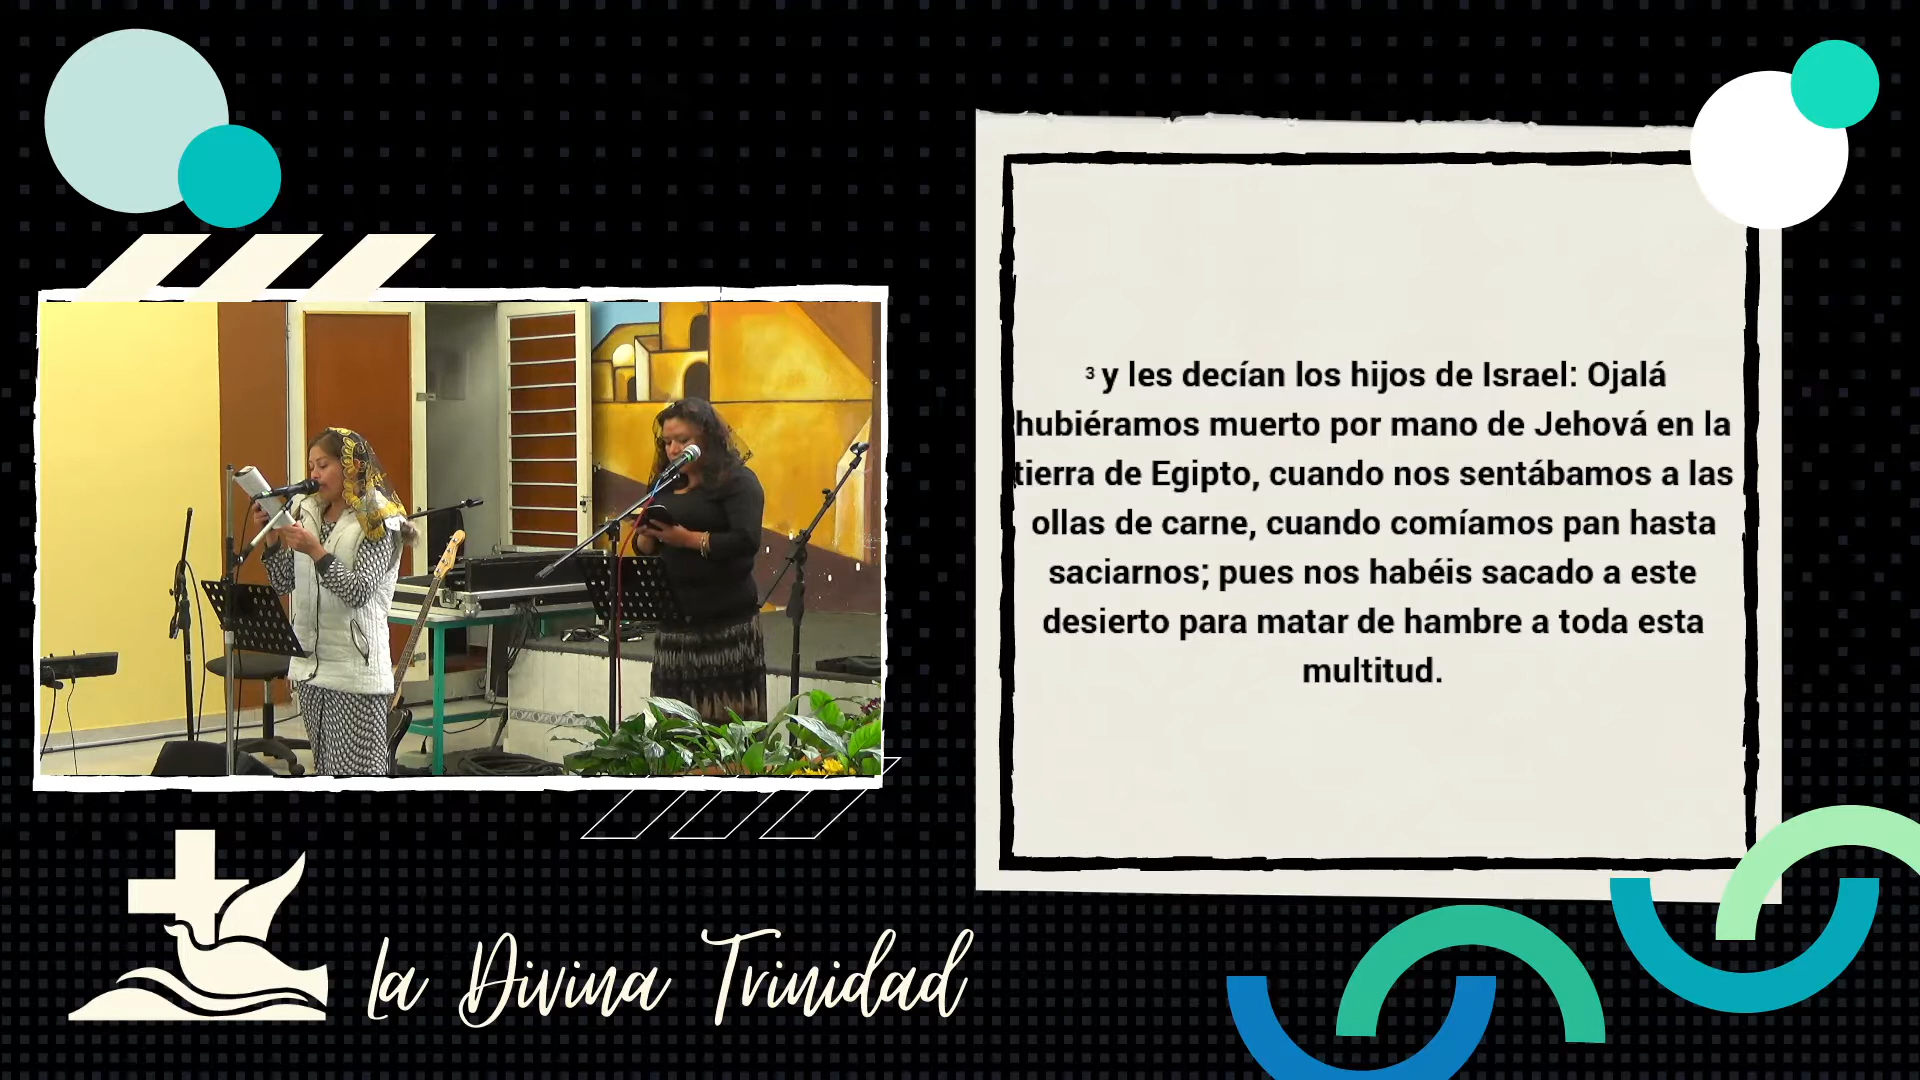 ³ y les decían los hijos de Israel: Ojalá
hubiéramos muerto por mano de Jehová en la
tierra de Egipto, cuando nos sentábamos a las
ollas de carne, cuando comíamos pan hasta
saciarnos; pues nos habéis sacado a este
desierto para matar de hambre a toda esta
multitud.
la Divina Trinidad